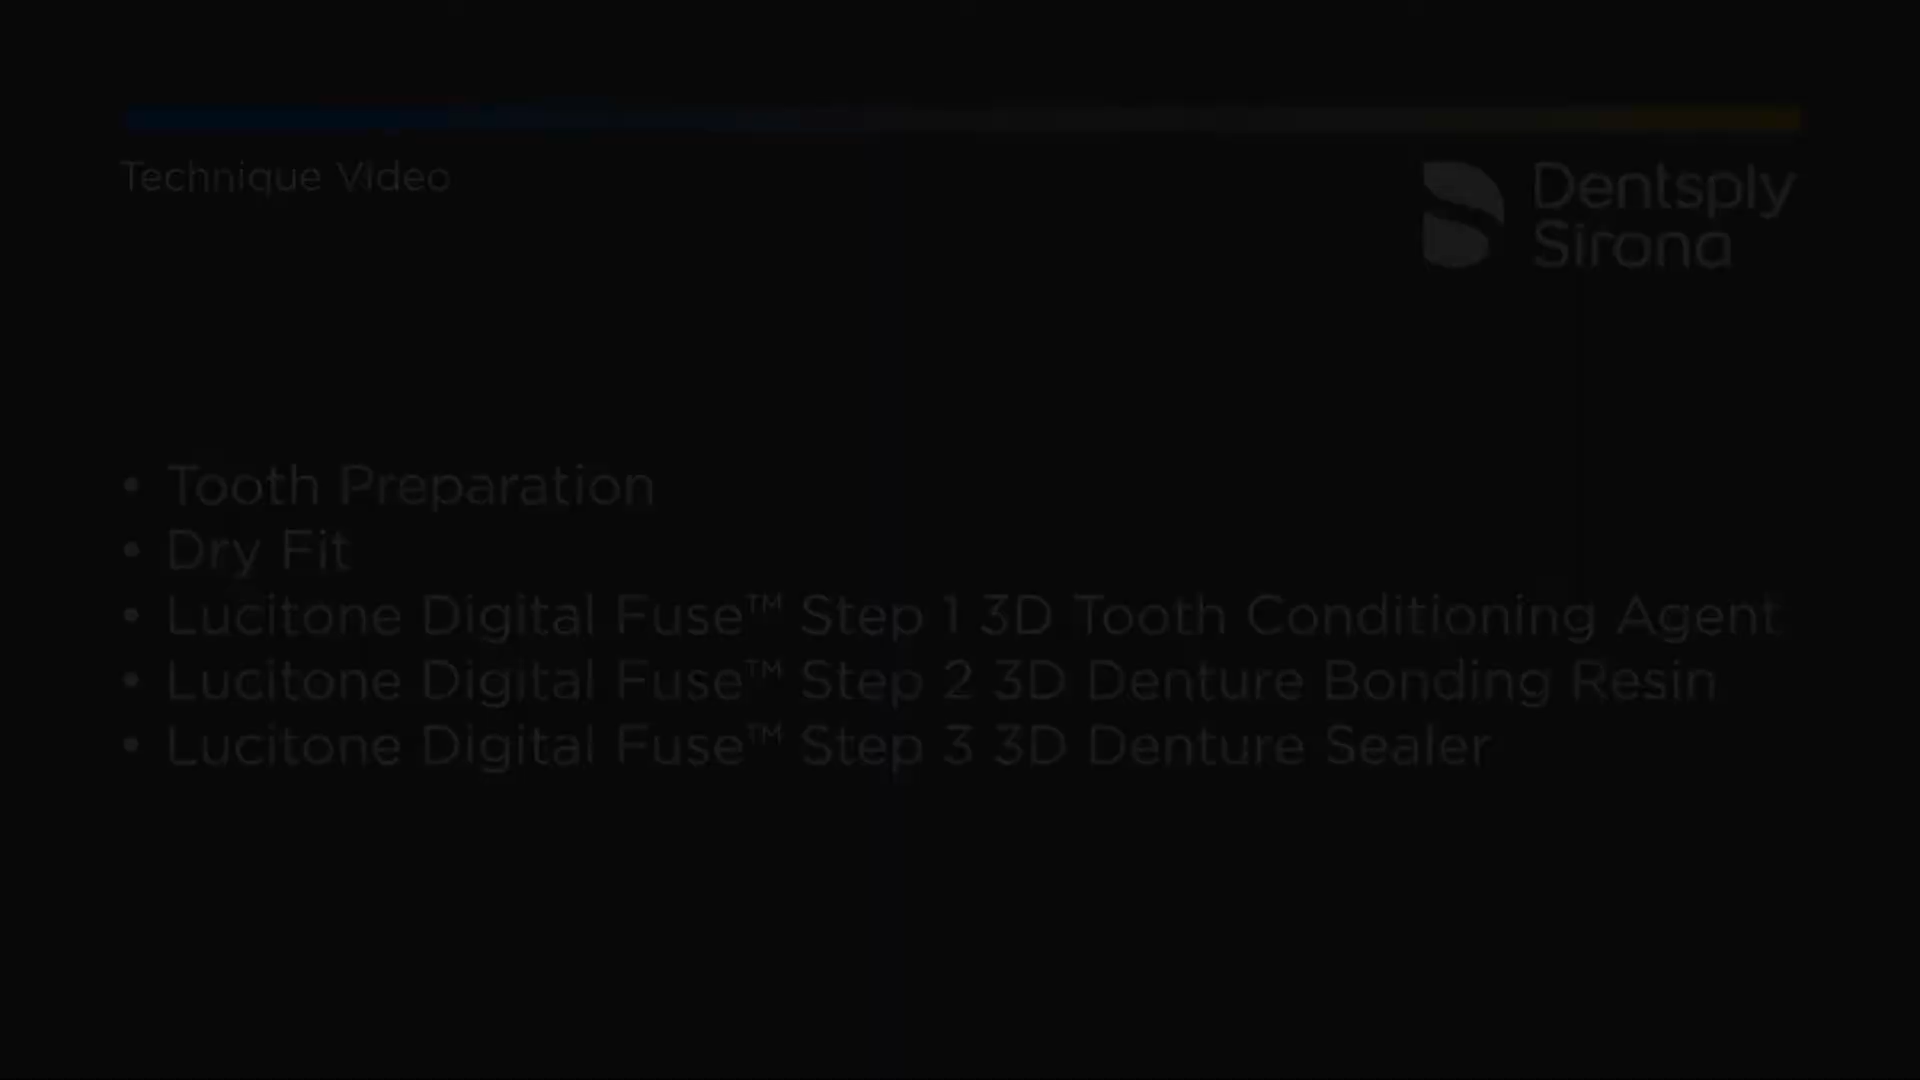 Technique Video
Dentsply
Sirona
• Tooth Preparation
• Dry Fit
• Lucitone Digital Fuse™ Step 1 3D Tooth Conditioning Agent
• Lucitone Digital Fuse™ Step 2 3D Denture Bonding Resin
• Lucitone Digital Fuse™ Step 3 3D Denture Sealer